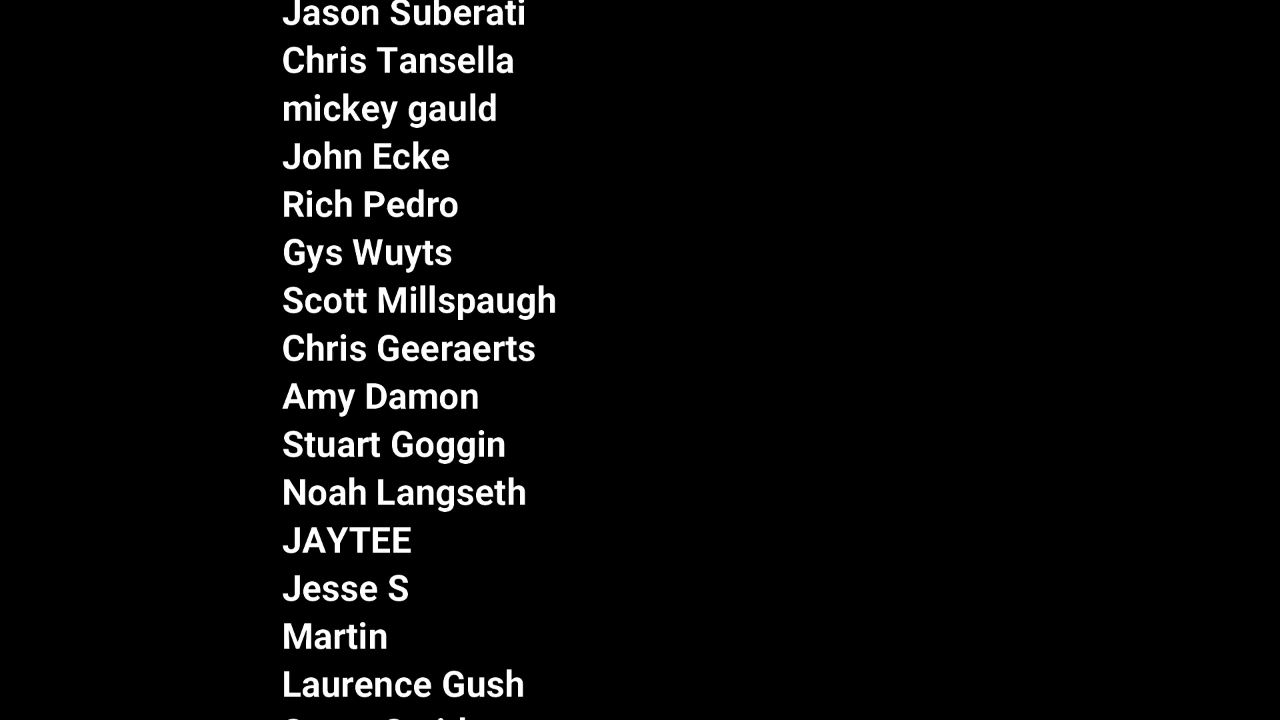 Jason Suberati
Chris Tansella
mickey gauld
John Ecke
Rich Pedro
Gys Wuyts
Scott Millspaugh
Chris Geeraerts
Amy Damon
Stuart Goggin
Noah Langseth
JAYTEE
Jesse S
Martin
Laurence Gush